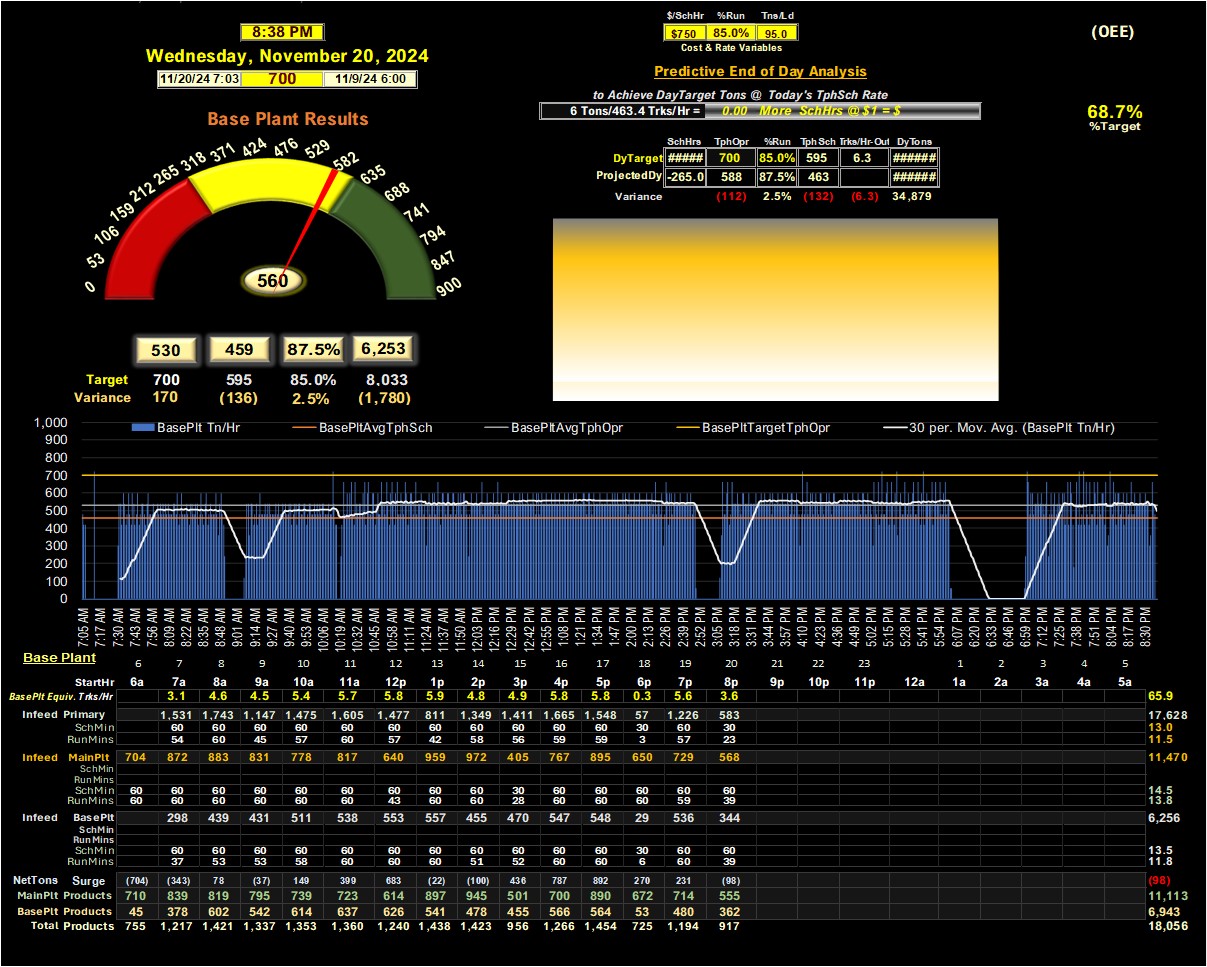 $/SchHr %Run Tns/Ld
8:38 PM $750 85.0% 95.0 (OEE)
Cost & Rate Variables
Wednesday, November 20, 2024
Predictive End of Day Analysis
11/20/24 7:03 700 11/9/24 6:00
to Achieve DayTarget Tons @ Today's TphSch Rate
6 Tons/463.4 Trks/Hr = 0.00 More SchHrs @ $1 = $
68.7%
%Target
Base Plant Results
SchHrs TphOpr %Run TphSch Trks/Hr-Out DyTons
DyTarget ##### 700 85.0% 595 6.3 ######
ProjectedDy -265.0 588 87.5% 463 ######
Variance (112) 2.5% (132) (6.3) 34,879
0 53 106 159 212 265 318 371 424 476 529 582 635 688 741 794 847 900
560
530 459 87.5% 6,253
Target 700 595 85.0% 8,033
Variance 170 (136) 2.5% (1,780)
BasePlt Tn/Hr BasePltAvgTphSch BasePltAvgTphOpr BasePltTargetTphOpr 30 per. Mov. Avg. (BasePlt Tn/Hr)
1,000
900
800
700
600
500
400
300
200
100
0
7:05 AM 7:17 AM 7:30 AM 7:43 AM 7:56 AM 8:09 AM 8:22 AM 8:35 AM 8:48 AM 9:01 AM 9:14 AM 9:27 AM 9:40 AM 9:53 AM 10:06 AM 10:19 AM 10:32 AM 10:45 AM 10:58 AM 11:11 AM 11:24 AM 11:37 AM 11:50 AM 12:03 PM 12:16 PM 12:29 PM 12:42 PM 12:55 PM 1:08 PM 1:21 PM 1:34 PM 1:47 PM 2:00 PM 2:13 PM 2:26 PM 2:39 PM 2:52 PM 3:05 PM 3:18 PM 3:31 PM 3:44 PM 3:57 PM 4:10 PM 4:23 PM 4:36 PM 4:49 PM 5:02 PM 5:15 PM 5:28 PM 5:41 PM 5:54 PM 6:07 PM 6:20 PM 6:33 PM 6:46 PM 6:59 PM 7:12 PM 7:25 PM 7:38 PM 7:51 PM 8:04 PM 8:17 PM 8:30 PM
Base Plant 6 7 8 9 10 11 12 13 14 15 16 17 18 19 20 21 22 23 1 2 3 4 5
StartHr 6a 7a 8a 9a 10a 11a 12p 1p 2p 3p 4p 5p 6p 7p 8p 9p 10p 11p 12a 1a 2a 3a 4a 5a
BasePlt Equiv. Trks/Hr 3.1 4.6 4.5 5.4 5.7 5.8 5.9 4.8 4.9 5.8 5.8 0.3 5.6 3.6 65.9
Infeed Primary 1,531 1,743 1,147 1,475 1,605 1,477 811 1,349 1,411 1,665 1,548 57 1,226 583 17,628
SchMin 60 60 60 60 60 60 60 60 60 60 60 30 60 30 13.0
RunMins 54 60 45 57 60 57 42 58 56 59 59 3 57 23 11.5
Infeed MainPlt 704 872 883 831 778 817 640 959 972 405 767 895 650 729 568 11,470
SchMin
RunMins
SchMin 60 60 60 60 60 60 60 60 60 30 60 60 60 60 60 14.5
RunMins 60 60 60 60 60 60 43 60 60 28 60 60 60 59 39 13.8
Infeed BasePlt 298 439 431 511 538 553 557 455 470 547 548 29 536 344 6,256
SchMin
RunMins
SchMin 60 60 60 60 60 60 60 60 60 60 60 30 60 60 13.5
RunMins 37 53 53 58 60 60 60 51 52 60 60 6 60 39 11.8
NetTons Surge (704) (343) 78 (37) 149 399 683 (22) (100) 436 787 892 270 231 (98) (98)
MainPlt Products 710 839 819 795 739 723 614 897 945 501 700 890 672 714 555 11,113
BasePlt Products 45 378 602 542 614 637 626 541 478 455 566 564 53 480 362 6,943
Total Products 755 1,217 1,421 1,337 1,353 1,360 1,240 1,438 1,423 956 1,266 1,454 725 1,194 917 18,056